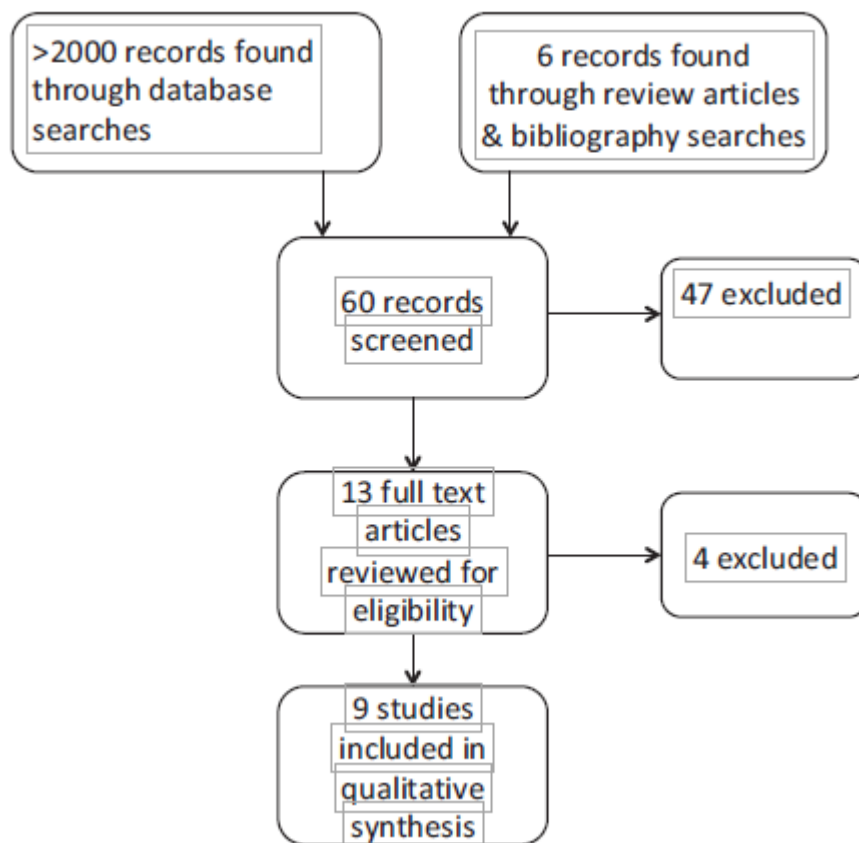 >2000 records found
through database
searches
6 records found
through review articles
& bibliography searches
60 records
screened
47 excluded
13 full text
articles
reviewed for
eligibility
4 excluded
9 studies
included in
qualitative
synthesis